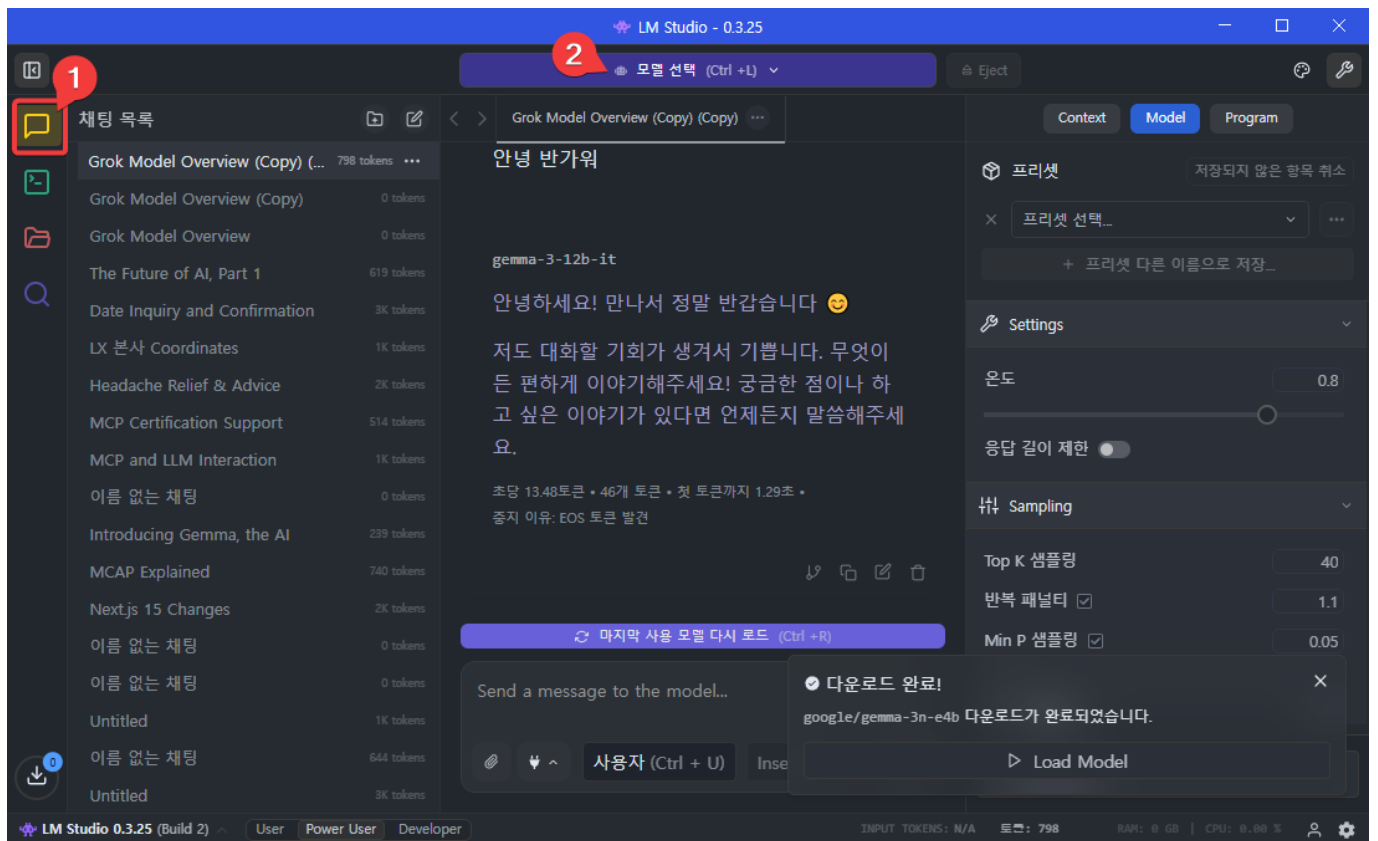 LM Studio - 0.3.25
1
2
모델 선택 (Ctrl +L)
Eject
채팅 목록
Grok Model Overview (Copy) (... 798 tokens
Grok Model Overview (Copy) 0 tokens
Grok Model Overview 0 tokens
The Future of AI, Part 1 619 tokens
Date Inquiry and Confirmation 3K tokens
LX 본사 Coordinates 1K tokens
Headache Relief & Advice 2K tokens
MCP Certification Support 514 tokens
MCP and LLM Interaction 1K tokens
이름 없는 채팅 0 tokens
Introducing Gemma, the AI 239 tokens
MCAP Explained 740 tokens
Next.js 15 Changes 2K tokens
이름 없는 채팅 0 tokens
이름 없는 채팅 0 tokens
Untitled 1K tokens
이름 없는 채팅 644 tokens
Untitled 3K tokens
0
Grok Model Overview (Copy) (Copy)
안녕 반가워
gemma-3-12b-it
안녕하세요! 만나서 정말 반갑습니다 😊
저도 대화할 기회가 생겨서 기쁩니다. 무엇이
든 편하게 이야기해주세요! 궁금한 점이나 하
고 싶은 이야기가 있다면 언제든지 말씀해주세
요.
초당 13.48토큰 • 46개 토큰 • 첫 토큰까지 1.29초 •
중지 이유: EOS 토큰 발견
마지막 사용 모델 다시 로드 (Ctrl +R)
Send a message to the model...
사용자 (Ctrl + U)
Inse
Context Model Program
프리셋 저장되지 않은 항목 취소
프리셋 선택...
+ 프리셋 다른 이름으로 저장...
Settings
온도 0.8
응답 길이 제한
Sampling
Top K 샘플링 40
반복 패널티 1.1
Min P 샘플링 0.05
다운로드 완료!
google/gemma-3n-e4b 다운로드가 완료되었습니다.
Load Model
LM Studio 0.3.25 (Build 2) User Power User Developer
INPUT TOKENS: N/A 토큰: 798 RAM: 0 GB | CPU: 0.00 %